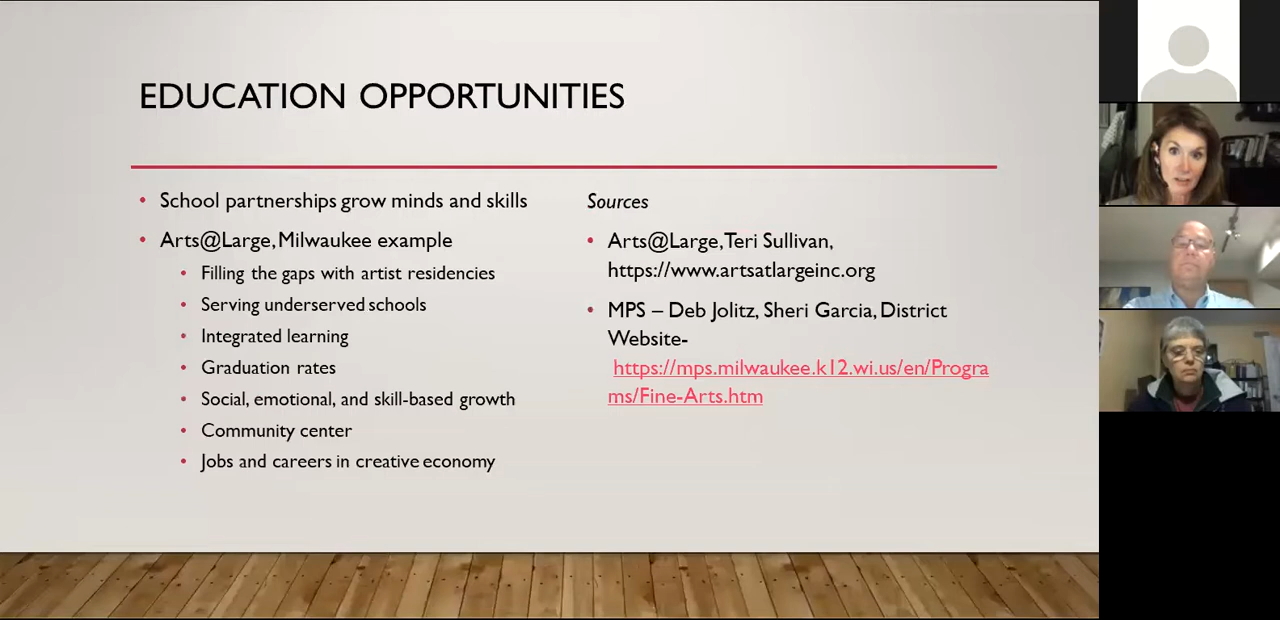 EDUCATION OPPORTUNITIES
• School partnerships grow minds and skills
• Arts@Large, Milwaukee example
• Filling the gaps with artist residencies
• Serving underserved schools
• Integrated learning
• Graduation rates
• Social, emotional, and skill-based growth
• Community center
• Jobs and careers in creative economy
Sources
• Arts@Large, Teri Sullivan,
https://www.artsatlargeinc.org
• MPS – Deb Jolitz, Sheri Garcia, District
Website-
https://mps.milwaukee.k12.wi.us/en/Progra
ms/Fine-Arts.htm